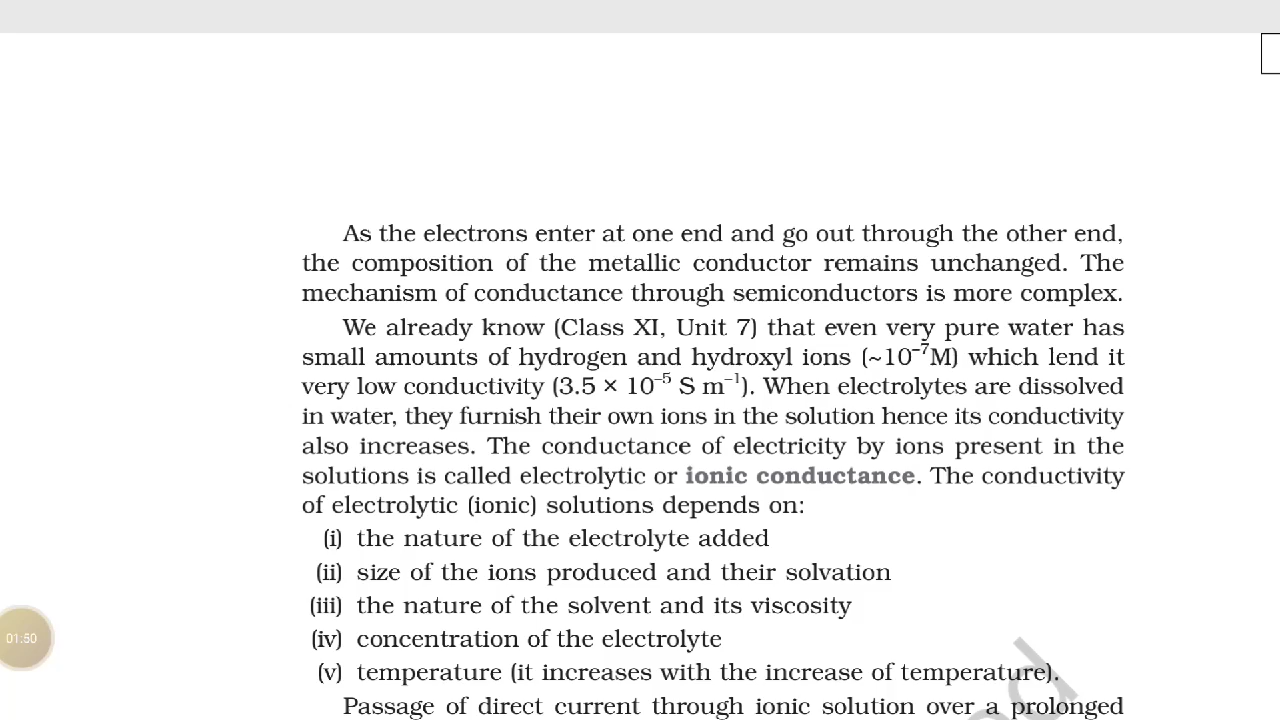 As the electrons enter at one end and go out through the other end,
the composition of the metallic conductor remains unchanged. The
mechanism of conductance through semiconductors is more complex.
We already know (Class XI, Unit 7) that even very pure water has
small amounts of hydrogen and hydroxyl ions (~10⁻⁷M) which lend it
very low conductivity (3.5 × 10⁻⁵ S m⁻¹). When electrolytes are dissolved
in water, they furnish their own ions in the solution hence its conductivity
also increases. The conductance of electricity by ions present in the
solutions is called electrolytic or ionic conductance. The conductivity
of electrolytic (ionic) solutions depends on:
(i) the nature of the electrolyte added
(ii) size of the ions produced and their solvation
(iii) the nature of the solvent and its viscosity
(iv) concentration of the electrolyte
(v) temperature (it increases with the increase of temperature).
Passage of direct current through ionic solution over a prolonged
01:50